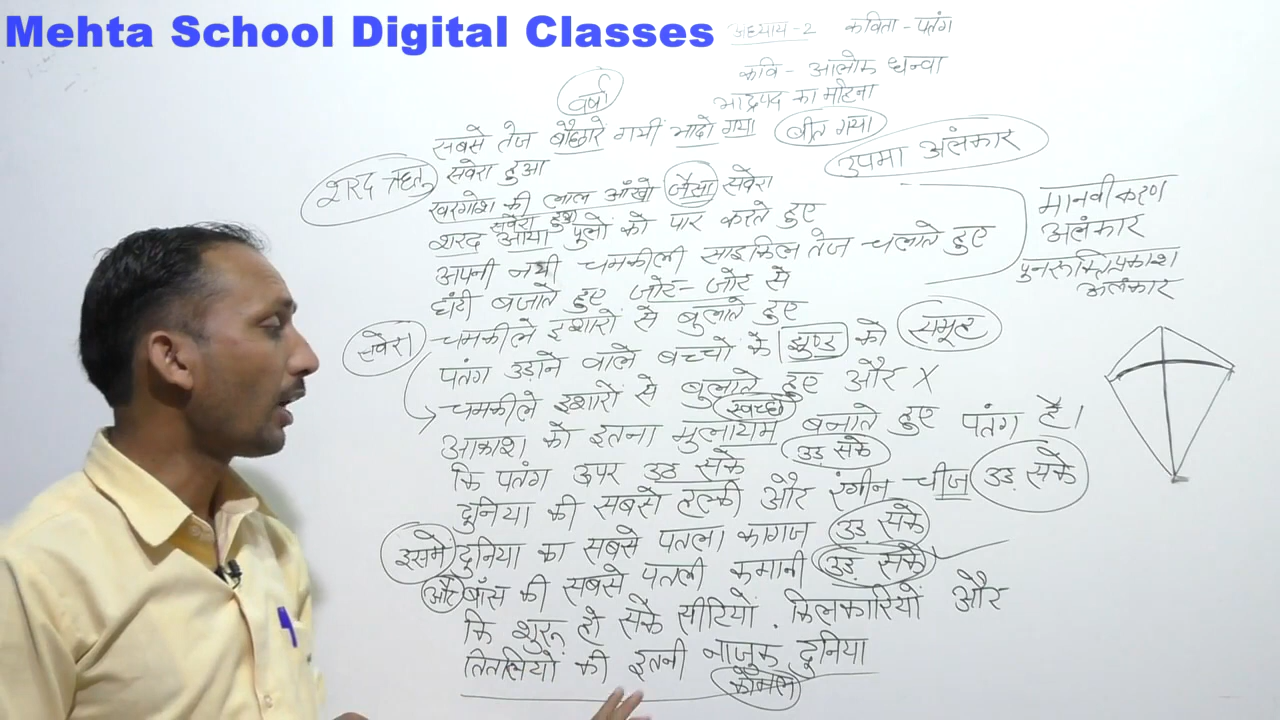 Mehta School Digital Classes
अध्याय-2 कविता - पतंग
कवि - आलोक धन्वा
भाद्रपद का महिना
वर्षा
सबसे तेज बौछारें गयीं भादो गया बीत गया
उपमा अलंकार
शरद ऋतु सवेरा हुआ
खरगोश की लाल आँखों जैसा सवेरा
सवेरा हुआ
शरद आया पुलों को पार करते हुए
अपनी नयी चमकीली साइकिल तेज चलाते हुए
मानवीकरण
अलंकार
घंटी बजाते हुए जोर-जोर से
पुनरूक्तिप्रकाश
अलंकार
चमकीले इशारों से बुलाते हुए
सवेरा
पतंग उड़ाने वाले बच्चों के झुण्ड को समूह
चमकीले इशारों से बुलाते हुए और X
स्वच्छ
आकाश को इतना मुलायम बनाते हुए पतंग है।
कि पतंग ऊपर उड़ सके उड़ सके
दुनिया की सबसे हल्की और रंगीन चीज उड़ सके
इसमें दुनिया का सबसे पतला कागज उड़ सके
और बाँस की सबसे पतली कमानी उड़ सके
कि शुरू हो सके सीटियों . किलकारियों और
तितलियों की इतनी नाजुक दुनिया
कोमल